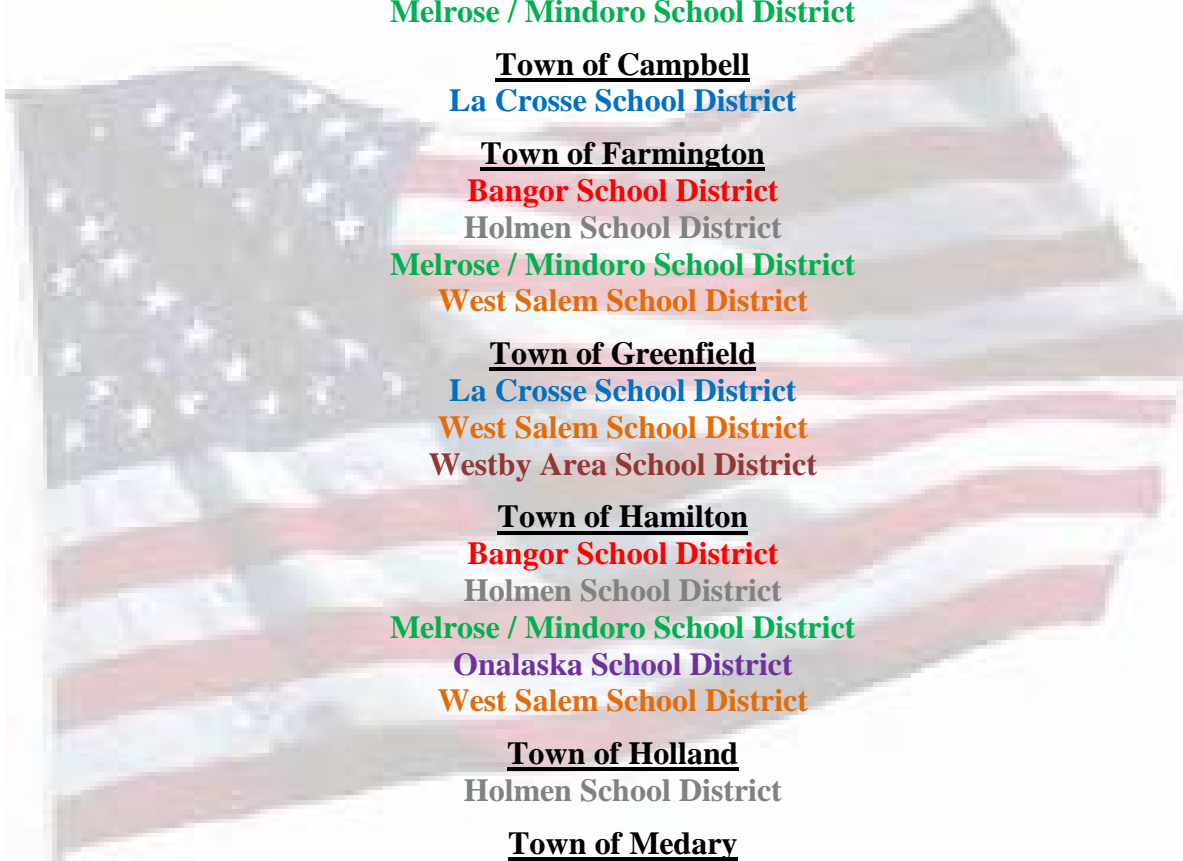 Melrose / Mindoro School District
Town of Campbell
La Crosse School District
Town of Farmington
Bangor School District
Holmen School District
Melrose / Mindoro School District
West Salem School District
Town of Greenfield
La Crosse School District
West Salem School District
Westby Area School District
Town of Hamilton
Bangor School District
Holmen School District
Melrose / Mindoro School District
Onalaska School District
West Salem School District
Town of Holland
Holmen School District
Town of Medary